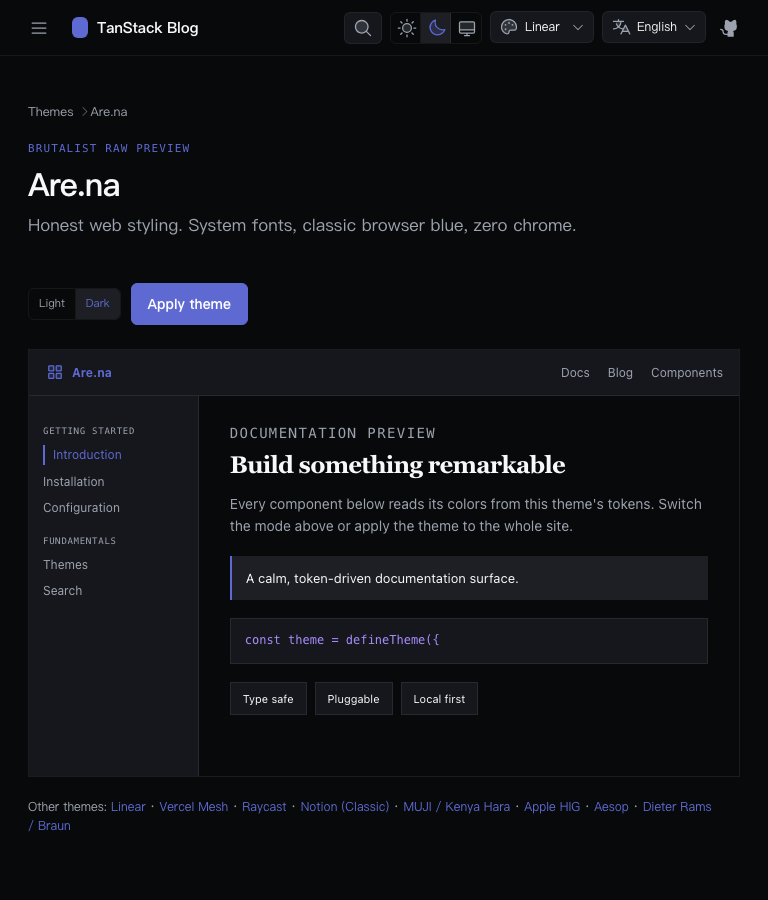 TanStack Blog
Linear
English
Themes
Are.na
BRUTALIST RAW PREVIEW
Are.na
Honest web styling. System fonts, classic browser blue, zero chrome.
Light
Dark
Apply theme
Are.na
Docs
Blog
Components
GETTING STARTED
Introduction
Installation
Configuration
FUNDAMENTALS
Themes
Search
DOCUMENTATION PREVIEW
Build something remarkable
Every component below reads its colors from this theme's tokens. Switch
the mode above or apply the theme to the whole site.
A calm, token-driven documentation surface.
const theme = defineTheme({
Type safe
Pluggable
Local first
Other themes: Linear · Vercel Mesh · Raycast · Notion (Classic) · MUJI / Kenya Hara · Apple HIG · Aesop · Dieter Rams
/ Braun